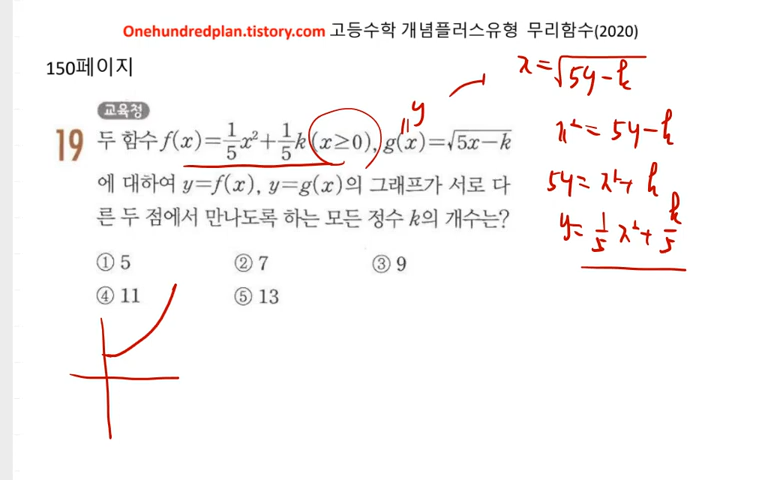 Onehundredplan.tistory.com 고등수학 개념플러스유형 무리함수(2020)
150페이지
교육청
19 두 함수 f(x)=1/5x²+1/5k(x≥0), g(x)=√(5x-k)
에 대하여 y=f(x), y=g(x)의 그래프가 서로 다
른 두 점에서 만나도록 하는 모든 정수 k의 개수는?
① 5 ② 7 ③ 9
④ 11 ⑤ 13
y
x=√(5y-k)
x²=5y-k
5y=x²+k
y=1/5x²+k/5